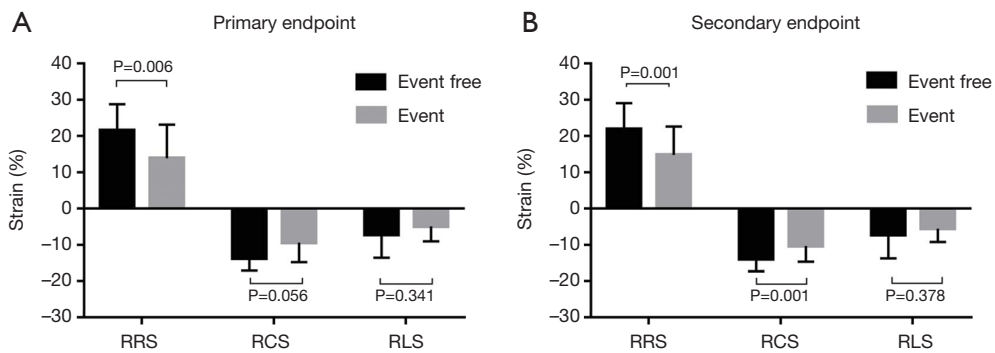 A
Primary endpoint
Strain (%)
40
30
20
10
0
−10
−20
−30
P=0.006
Event free
Event
P=0.056
P=0.341
RRS
RCS
RLS
B
Secondary endpoint
Strain (%)
40
30
20
10
0
−10
−20
−30
P=0.001
Event free
Event
P=0.001
P=0.378
RRS
RCS
RLS